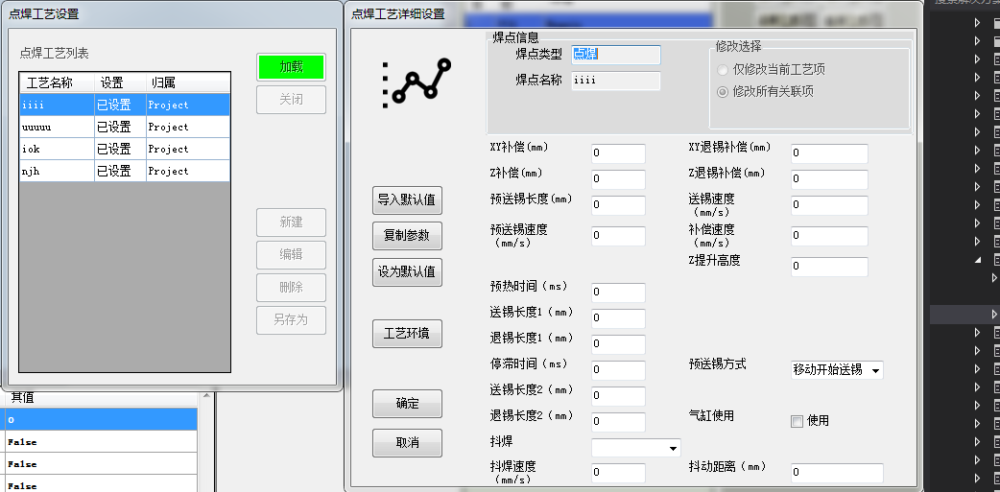 点焊工艺设置
点焊工艺列表
工艺名称 设置 归属
iiii 已设置 Project
uuuuu 已设置 Project
iok 已设置 Project
njh 已设置 Project
加载
关闭
新建
编辑
删除
另存为
其值
0
False
False
False
点焊工艺详细设置
导入默认值
复制参数
设为默认值
工艺环境
确定
取消
焊点信息
焊点类型 点焊
焊点名称 iiii
修改选择
仅修改当前工艺项
修改所有关联项
XY补偿(mm) 0 XY退锡补偿(mm) 0
Z补偿(mm) 0 Z退锡补偿(mm) 0
预送锡长度(mm) 0 送锡速度
(mm/s) 0
预送锡速度
(mm/s) 0 补偿速度
(mm/s) 0
Z提升高度 0
预热时间(ms) 0
送锡长度1(mm) 0
退锡长度1(mm) 0
停滞时间(ms) 0 预送锡方式 移动开始送锡
送锡长度2(mm) 0
退锡长度2(mm) 0 气缸使用 使用
抖焊
抖焊速度
(mm/s) 0 抖动距离(mm) 0